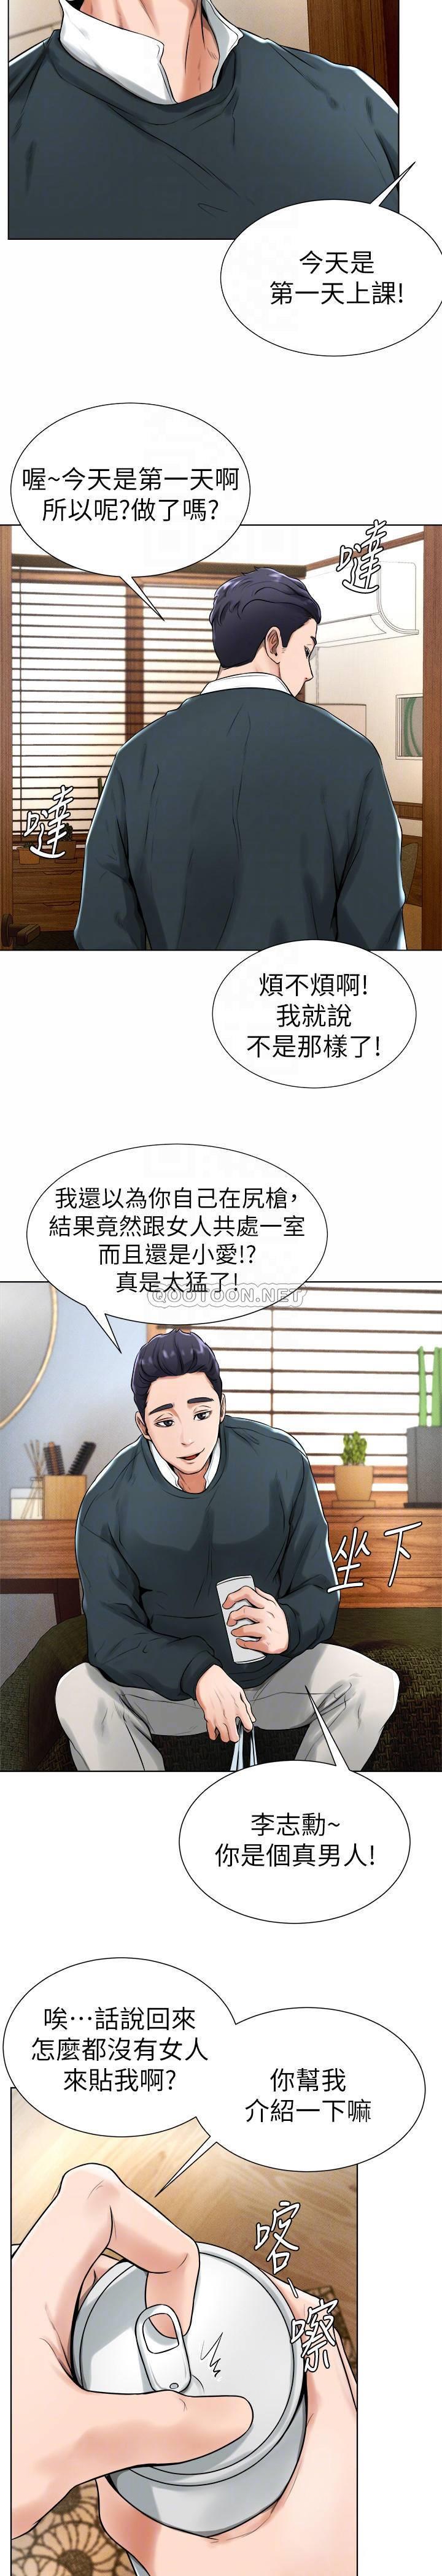 今天是
第一天上課!
喔~今天是第一天啊
所以呢?做了嗎?
噠
噠
煩不煩啊!
我就說
不是那樣了!
我還以為你自己在尻槍，
結果竟然跟女人共處一室
而且還是小愛!?
真是太猛了!
QOOTOON.NET
坐下
李志勳~
你是個真男人!
唉…話說回來
怎麼都沒有女人
來貼我啊?
你幫我
介紹一下嘛
喀
嚓